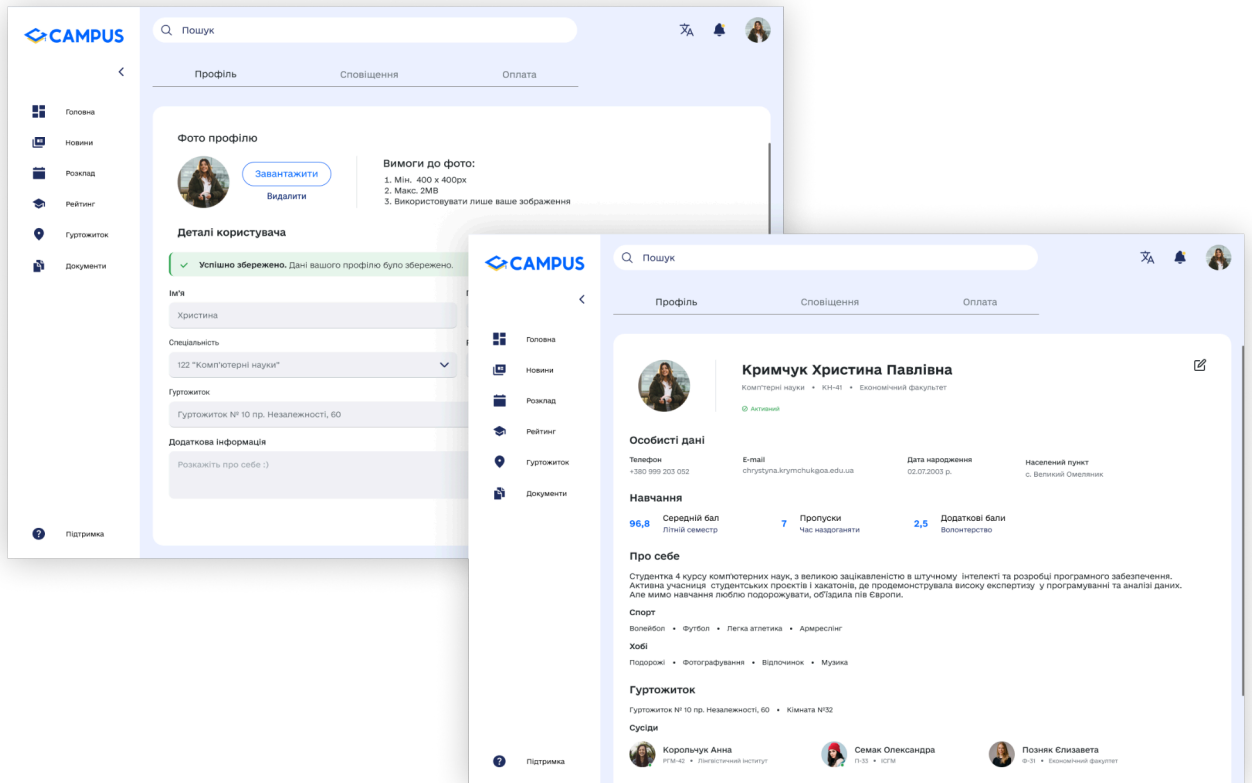 CAMPUS
Пошук
Профіль
Сповіщення
Оплата
Головна
Новини
Розклад
Рейтинг
Гуртожиток
Документи
Підтримка
Фото профілю
Завантажити
Видалити
Вимоги до фото:
1. Мін. 400 x 400px
2. Макс. 2MB
3. Використовувати лише ваше зображення
Деталі користувача
Успішно збережено. Дані вашого профілю було збережено.
Ім'я
Христина
Спеціальність
122 "Комп'ютерні науки"
Гуртожиток
Гуртожиток № 10 пр. Незалежності, 60
Додаткова інформація
Розкажіть про себе :)
CAMPUS
Пошук
Профіль
Сповіщення
Оплата
Головна
Новини
Розклад
Рейтинг
Гуртожиток
Документи
Підтримка
Кримчук Христина Павлівна
Комп'терні науки • КН-41 • Економічний факультет
Активний
Особисті дані
Телефон
+380 999 203 052
E-mail
chrystyna.krymchuk@oa.edu.ua
Дата народження
02.07.2003 р.
Населений пункт
с. Великий Омеляник
Навчання
96,8
Середній бал
Літній семестр
7
Пропуски
Час наздоганяти
2,5
Додаткові бали
Волонтерство
Про себе
Студентка 4 курсу комп'ютерних наук, з великою зацікавленістю в штучному інтелекті та розробці програмного забезпечення.
Активна учасниця студентських проєктів і хакатонів, де продемонструвала високу експертизу у програмуванні та аналізі даних.
Але мимо навчання люблю подорожувати, об'їздила пів Європи.
Спорт
Волейбол • Футбол • Легка атлетика • Армреслінг
Хобі
Подорожі • Фотографування • Відпочинок • Музика
Гуртожиток
Гуртожиток № 10 пр. Незалежності, 60 • Кімната №32
Сусіди
Корольчук Анна
РГМ-42 • Лінгвістичний інститут
Семак Олександра
П-33 • ІСГМ
Позняк Єлизавета
Ф-31 • Економічний факултет